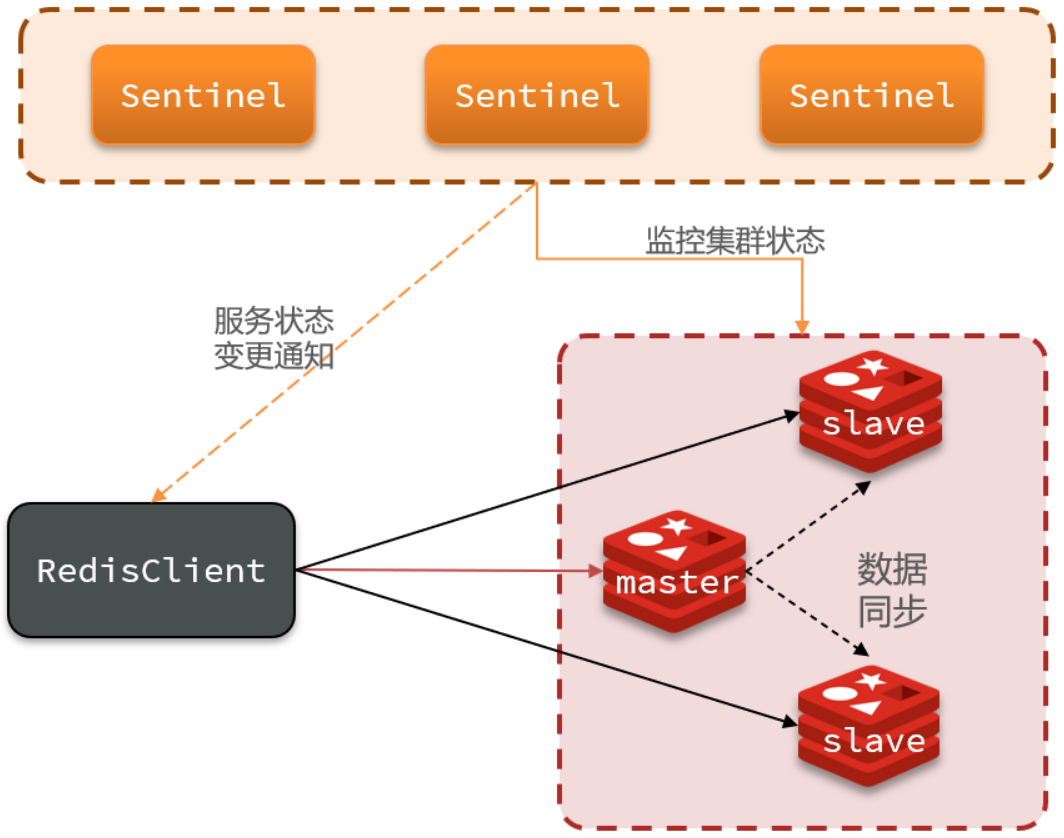 Sentinel
Sentinel
Sentinel
监控集群状态
服务状态
变更通知
slave
RedisClient
master
数据
同步
slave